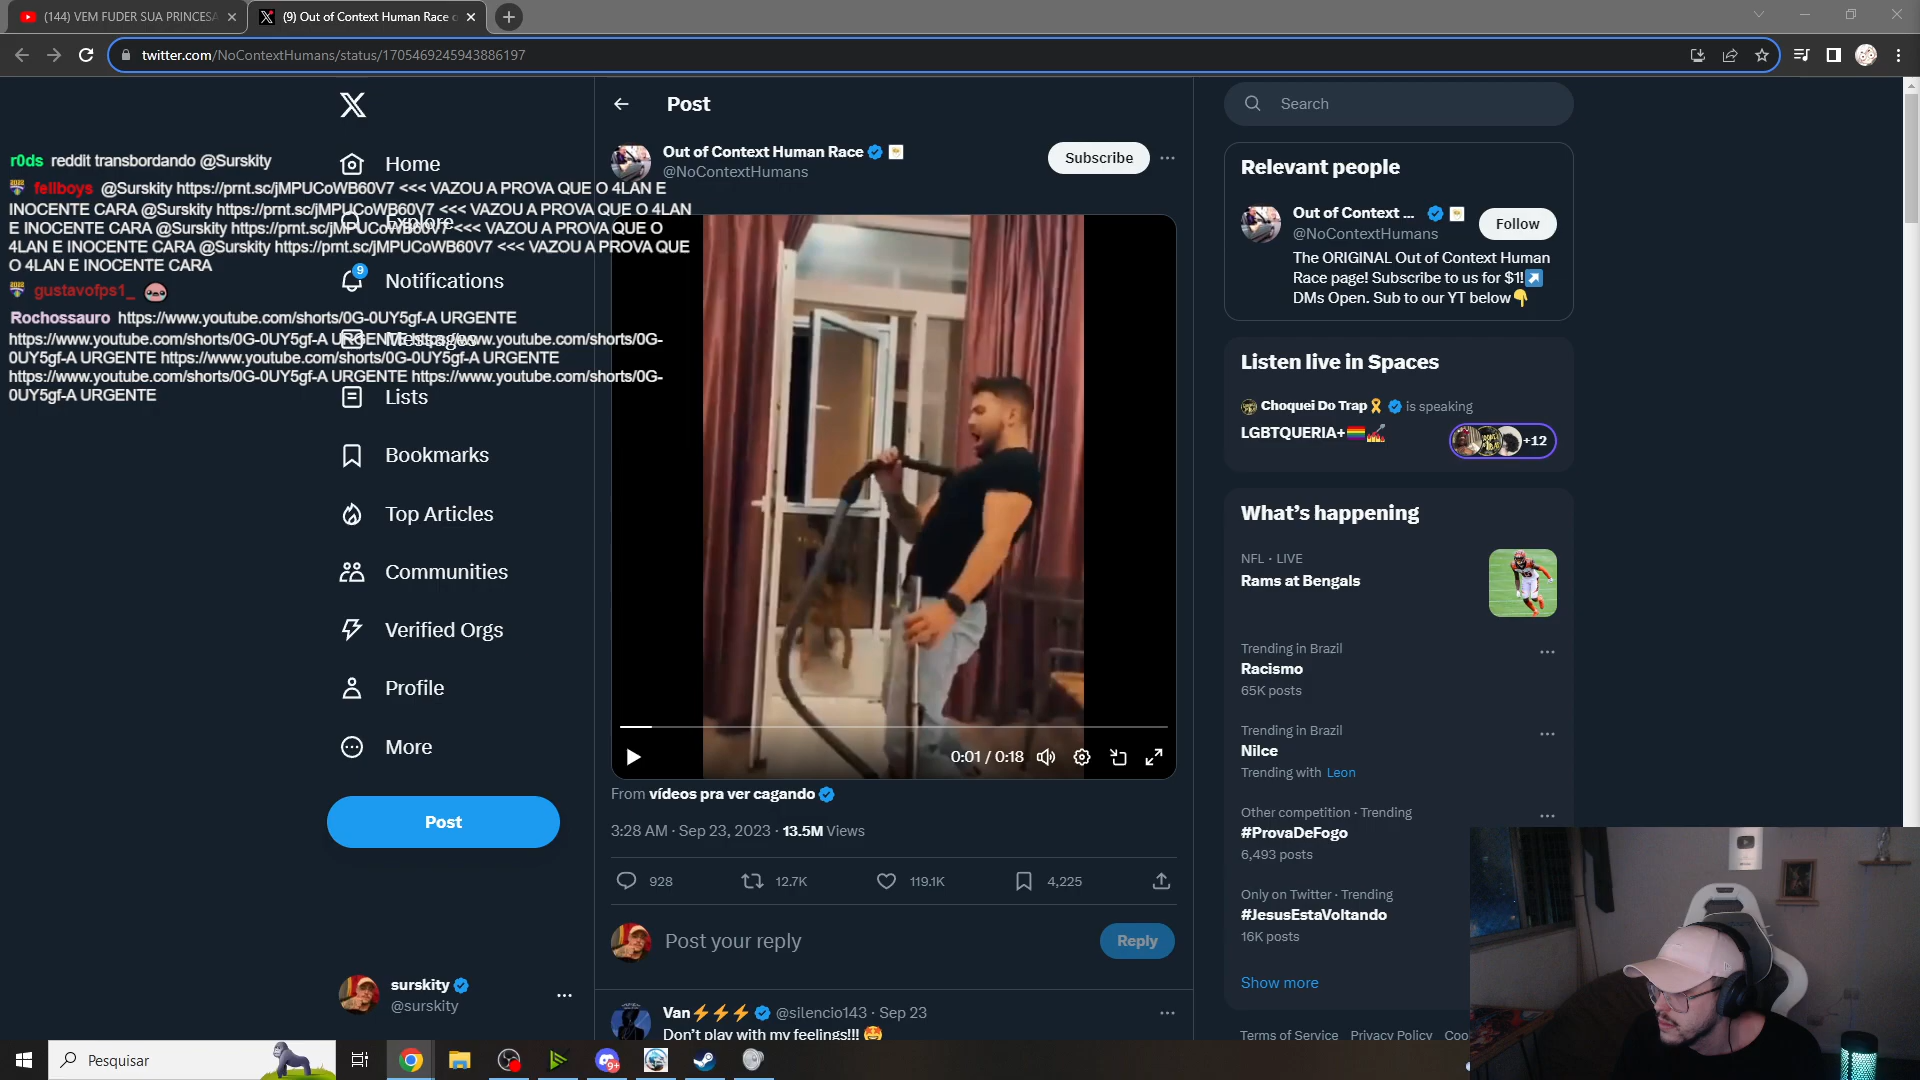 (144) VEM FUDER SUA PRINCESA
(9) Out of Context Human Race
twitter.com/NoContextHumans/status/1705469245943886197
r0ds reddit transbordando @Surskity
fellboys @Surskity https://prnt.sc/jMPUCoWB60V7 <<< VAZOU A PROVA QUE O 4LAN E
INOCENTE CARA @Surskity https://prnt.sc/jMPUCoWB60V7 <<< VAZOU A PROVA QUE O 4LAN
E INOCENTE CARA @Surskity https://prnt.sc/jMPUCoWB60V7 <<< VAZOU A PROVA QUE O
4LAN E INOCENTE CARA @Surskity https://prnt.sc/jMPUCoWB60V7 <<< VAZOU A PROVA QUE
O 4LAN E INOCENTE CARA
gustavofps1_
Rochossauro https://www.youtube.com/shorts/0G-0UY5gf-A URGENTE
https://www.youtube.com/shorts/0G-0UY5gf-A URGENTE https://www.youtube.com/shorts/0G-
0UY5gf-A URGENTE https://www.youtube.com/shorts/0G-0UY5gf-A URGENTE
https://www.youtube.com/shorts/0G-0UY5gf-A URGENTE https://www.youtube.com/shorts/0G-
0UY5gf-A URGENTE
Home
Explore
9
Notifications
Messages
Lists
Bookmarks
Top Articles
Communities
Verified Orgs
Profile
More
Post
surskity
@surskity
Post
Out of Context Human Race
@NoContextHumans
Subscribe
0:01 / 0:18
From vídeos pra ver cagando
3:28 AM · Sep 23, 2023 · 13.5M Views
928
12.7K
119.1K
4,225
Post your reply
Reply
Van⚡⚡⚡ @silencio143 · Sep 23
Don't play with my feelings!!! 🤩
Search
Relevant people
Out of Context ...
@NoContextHumans
Follow
The ORIGINAL Out of Context Human
Race page! Subscribe to us for $1!↗
DMs Open. Sub to our YT below👇
Listen live in Spaces
Choquei Do Trap🎗 is speaking
LGBTQUERIA+🏳️‍🌈💅
+12
What's happening
NFL · LIVE
Rams at Bengals
Trending in Brazil
Racismo
65K posts
Trending in Brazil
Nilce
Trending with Leon
Other competition · Trending
#ProvaDeFogo
6,493 posts
Only on Twitter · Trending
#JesusEstaVoltando
16K posts
Show more
Terms of Service Privacy Policy Coo
Pesquisar
9+